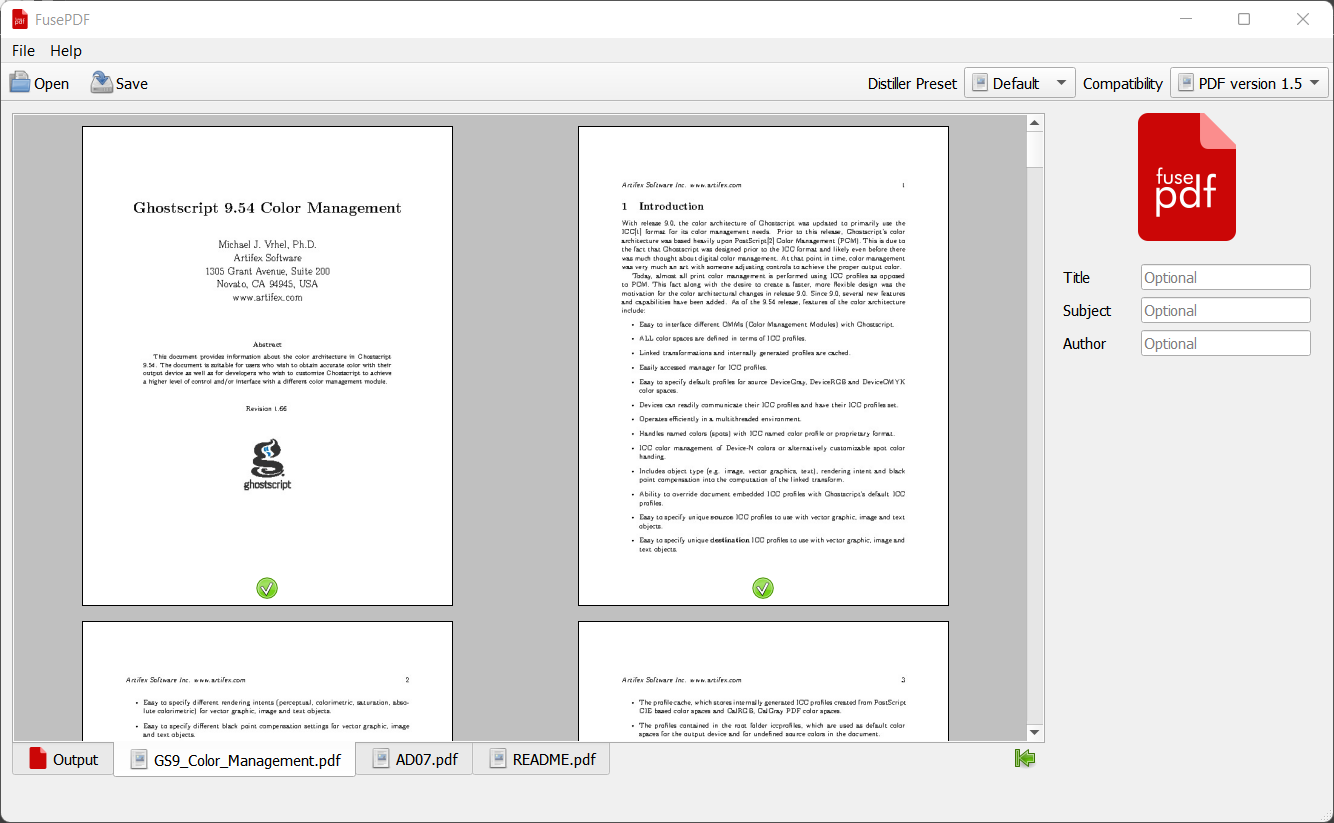 FusePDF
File Help
Open Save Distiller Preset Default Compatibility PDF version 1.5
Ghostscript 9.54 Color Management
Michael J. Vrhel, Ph.D.
Artifex Software
1305 Grant Avenue, Suite 200
Novato, CA 94945, USA
www.artifex.com
Abstract
This document provides information about the color architecture in Ghostscript
9.54. The document is suitable for users who wish to obtain accurate color with their
output device as well as for developers who wish to customize Ghostscript to achieve
a higher level of control and/or interface with a different color management module.
Revision 1.66
ghostscript
Artifex Software Inc. www.artifex.com 1
1 Introduction
With release 9.0, the color architecture of Ghostscript was updated to primarily use the
ICC[1] format for its color management needs. Prior to this release, Ghostscript's color
architecture was based heavily upon PostScript[2] Color Management (PCM). This is due to
the fact that Ghostscript was designed prior to the ICC format and likely even before there
was much thought about digital color management. At that point in time, color management
was very much an art with someone adjusting controls to achieve the proper output color.
Today, almost all print color management is performed using ICC profiles as opposed
to PCM. This fact along with the desire to create a faster, more flexible design was the
motivation for the color architectural changes in release 9.0. Since 9.0, several new features
and capabilities have been added. As of the 9.54 release, features of the color architecture
include:
• Easy to interface different CMMs (Color Management Modules) with Ghostscript.
• ALL color spaces are defined in terms of ICC profiles.
• Linked transformations and internally generated profiles are cached.
• Easily accessed manager for ICC profiles.
• Easy to specify default profiles for source DeviceGray, DeviceRGB and DeviceCMYK
color spaces.
• Devices can readily communicate their ICC profiles and have their ICC profiles set.
• Operates efficiently in a multithreaded environment.
• Handles named colors (spots) with ICC named color profile or proprietary format.
• ICC color management of Device-N colors or alternatively customizable spot color
handing.
• Includes object type (e.g. image, vector graphics, text), rendering intent and black
point compensation into the computation of the linked transform.
• Ability to override document embedded ICC profiles with Ghostscript's default ICC
profiles.
• Easy to specify unique source ICC profiles to use with vector graphic, image and text
objects.
• Easy to specify unique destination ICC profiles to use with vector graphic, image and
text objects.
Artifex Software Inc. www.artifex.com 2
• Easy to specify different rendering intents (perceptual, colorimetric, saturation, abso-
lute colorimetric) for vector graphic, image and text objects.
• Easy to specify different black point compensation settings for vector graphic, image
and text objects.
Artifex Software Inc. www.artifex.com 3
• The profile cache, which stores internally generated ICC profiles created from PostScript
CIE based color spaces and CalRGB, CalGray PDF color spaces.
• The profiles contained in the root folder iccprofiles, which are used as default color
spaces for the output device and for undefined source colors in the document.
fuse
pdf
Title Optional
Subject Optional
Author Optional
Output GS9_Color_Management.pdf AD07.pdf README.pdf